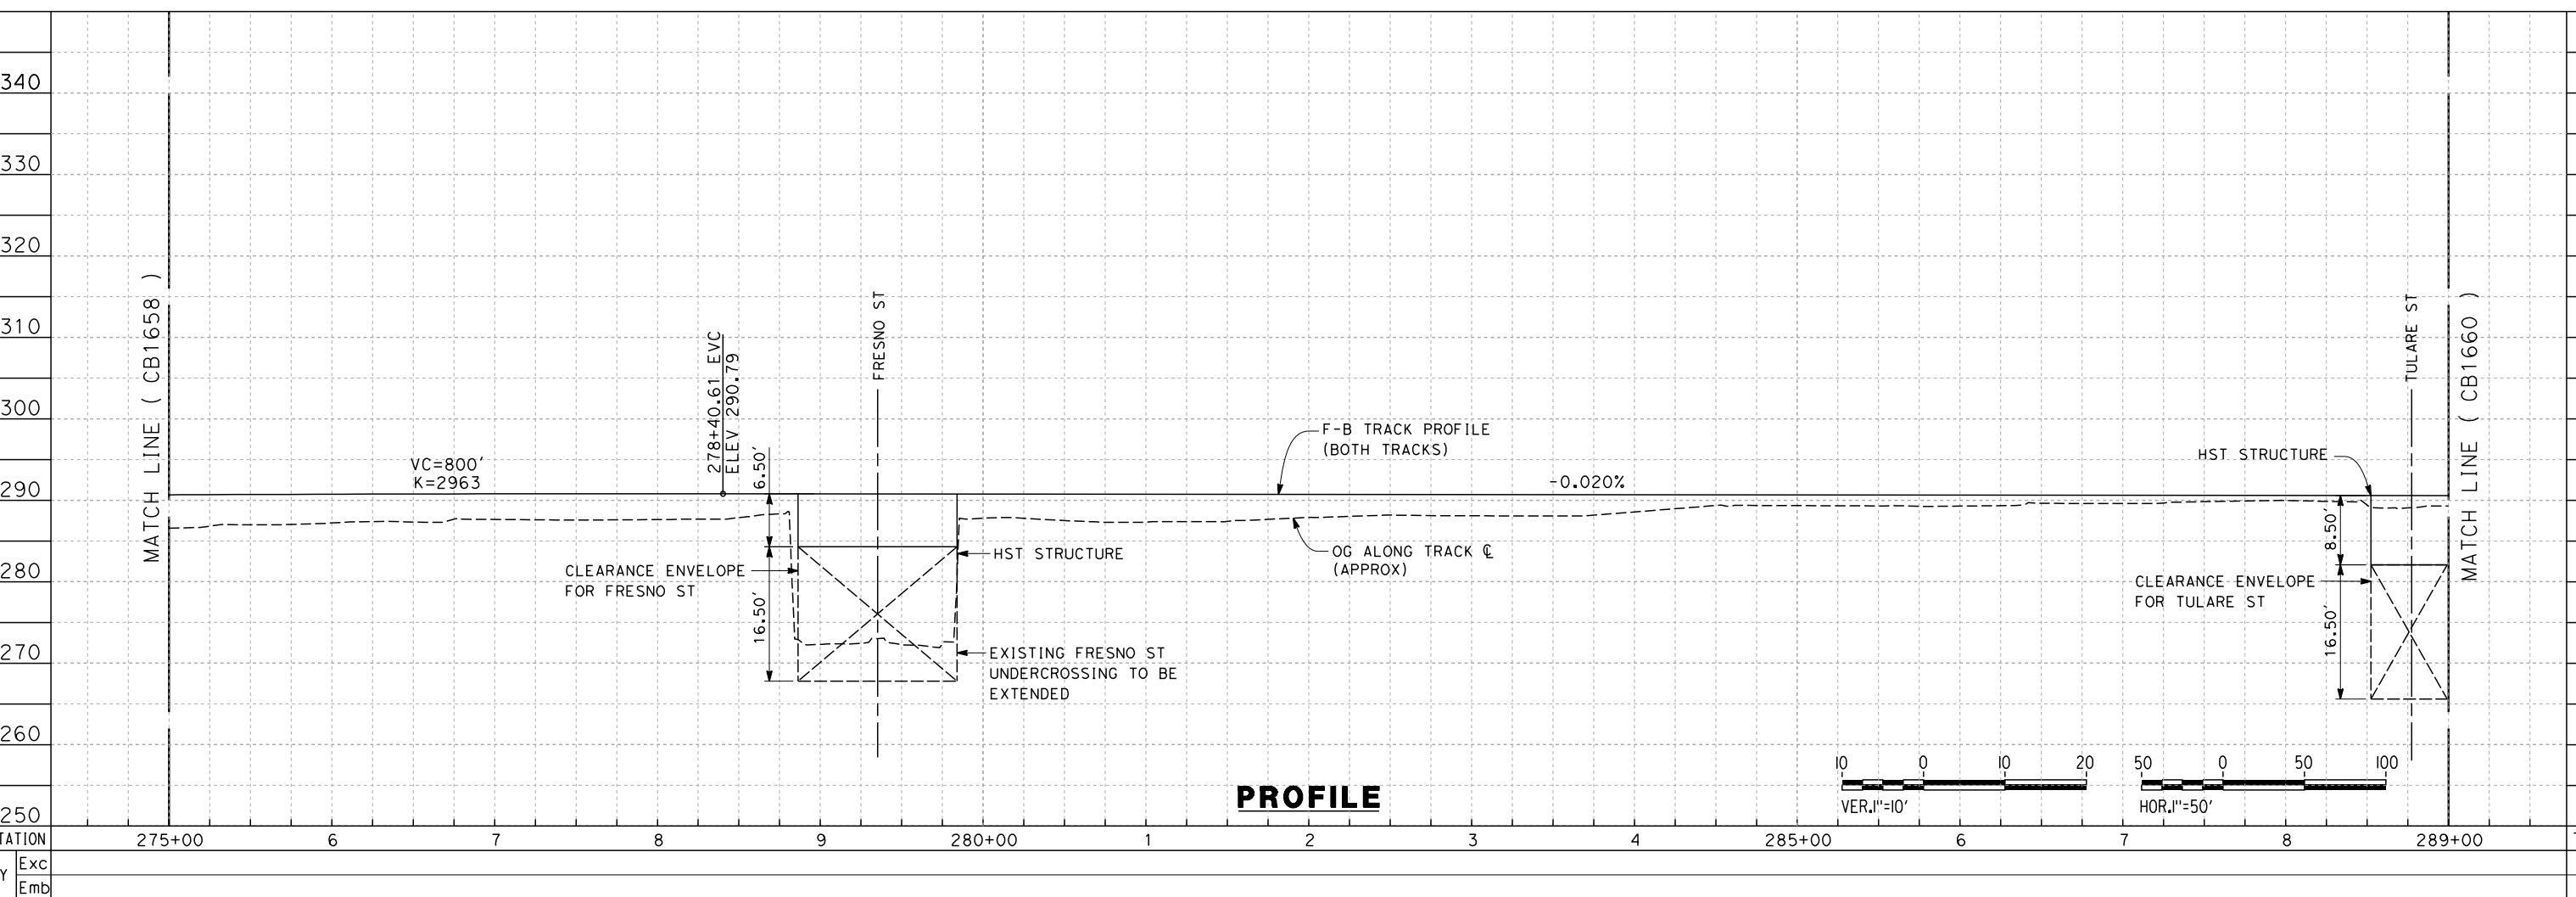 340
330
320
310
300
290
280
270
260
250
MATCH LINE ( CB1658 )
VC=800'
K=2963
278+40.61 EVC
ELEV 290.79
6.50'
16.50'
FRESNO ST
CLEARANCE ENVELOPE
FOR FRESNO ST
HST STRUCTURE
EXISTING FRESNO ST
UNDERCROSSING TO BE
EXTENDED
F-B TRACK PROFILE
(BOTH TRACKS)
-0.020%
OG ALONG TRACK ℄
(APPROX)
HST STRUCTURE
8.50'
16.50'
CLEARANCE ENVELOPE
FOR TULARE ST
TULARE ST
MATCH LINE ( CB1660 )
PROFILE
10 0 10 20
VER.1"=10'
50 0 50 100
HOR.1"=50'
275+00 6 7 8 9 280+00 1 2 3 4 285+00 6 7 8 289+00
Exc
Emb